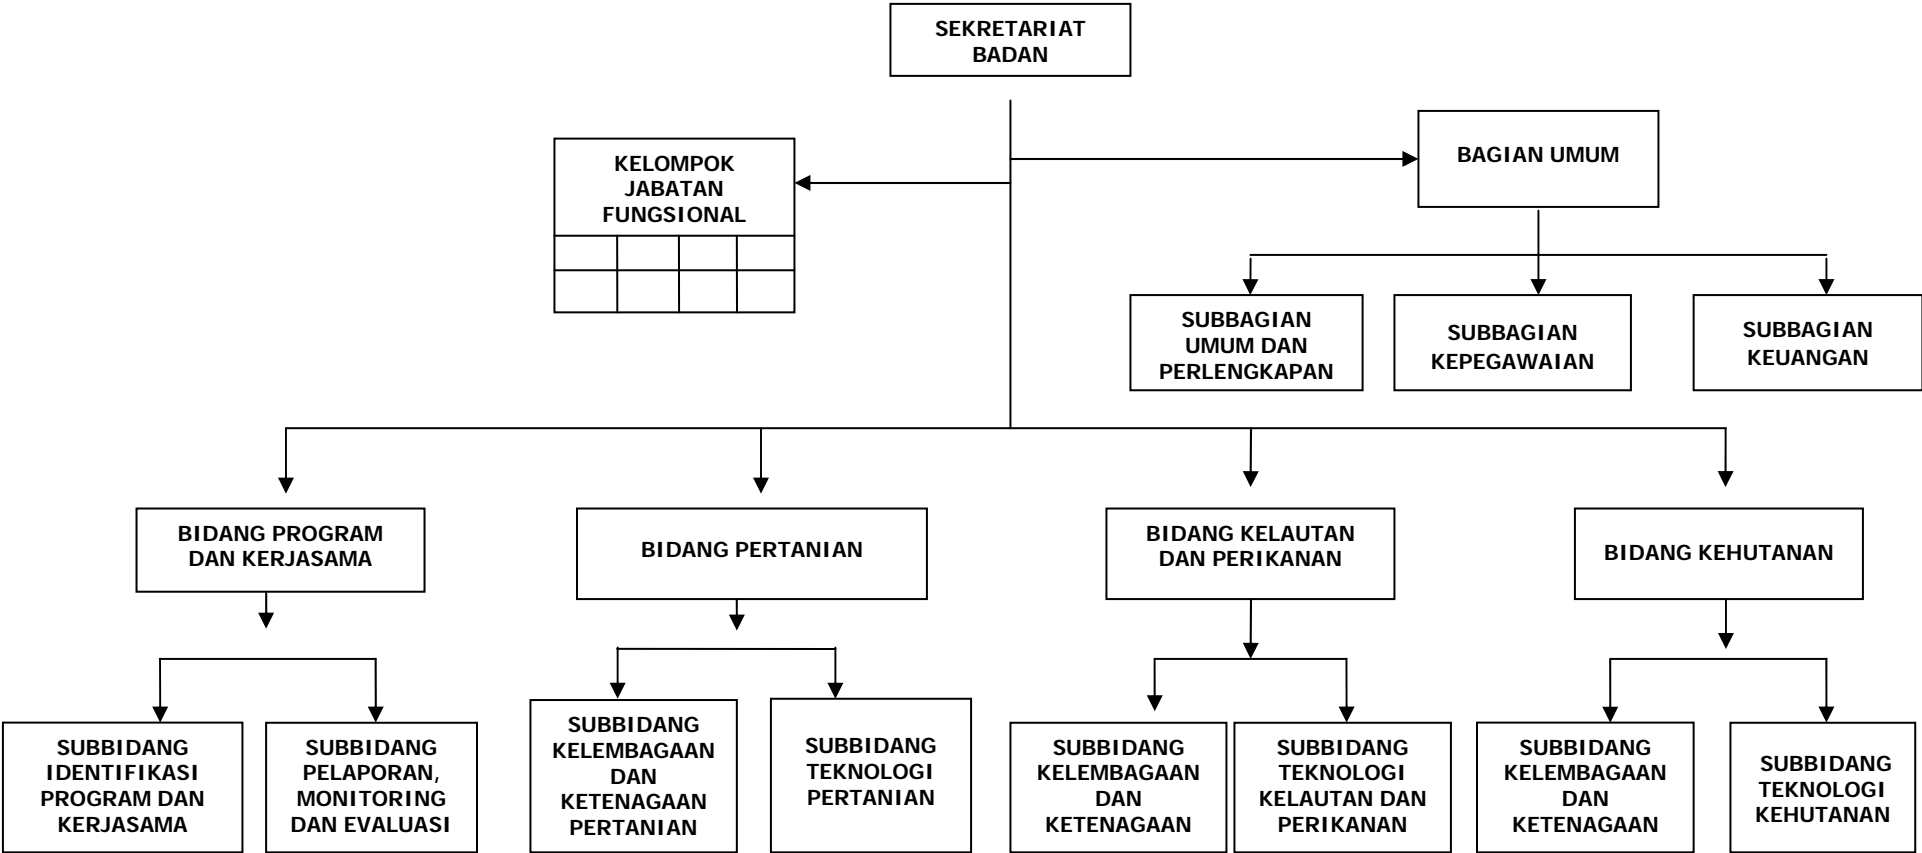 SEKRETARIAT
BADAN
KELOMPOK
JABATAN
FUNGSIONAL
BAGIAN UMUM
SUBBAGIAN
UMUM DAN
PERLENGKAPAN
SUBBAGIAN
KEPEGAWAIAN
SUBBAGIAN
KEUANGAN
BIDANG PROGRAM
DAN KERJASAMA
BIDANG PERTANIAN
BIDANG KELAUTAN
DAN PERIKANAN
BIDANG KEHUTANAN
SUBBIDANG
IDENTIFIKASI
PROGRAM DAN
KERJASAMA
SUBBIDANG
PELAPORAN,
MONITORING
DAN EVALUASI
SUBBIDANG
KELEMBAGAAN
DAN
KETENAGAAN
PERTANIAN
SUBBIDANG
TEKNOLOGI
PERTANIAN
SUBBIDANG
KELEMBAGAAN
DAN
KETENAGAAN
SUBBIDANG
TEKNOLOGI
KELAUTAN DAN
PERIKANAN
SUBBIDANG
KELEMBAGAAN
DAN
KETENAGAAN
SUBBIDANG
TEKNOLOGI
KEHUTANAN